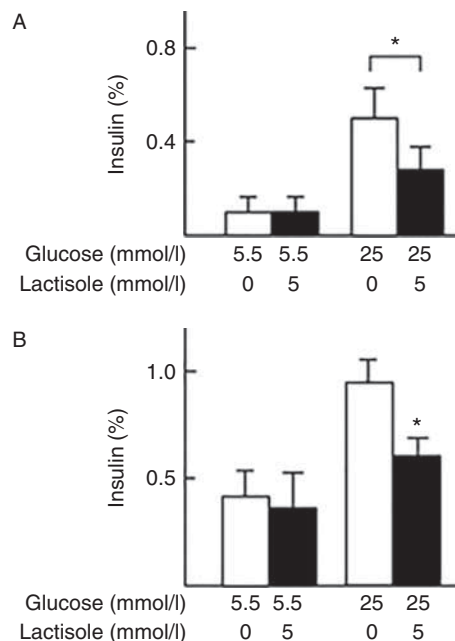 A
0.8
*
Insulin (%)
0.4
Glucose (mmol/l) 5.5 5.5 25 25
Lactisole (mmol/l) 0 5 0 5
B
1.0
*
Insulin (%)
0.5
Glucose (mmol/l) 5.5 5.5 25 25
Lactisole (mmol/l) 0 5 0 5